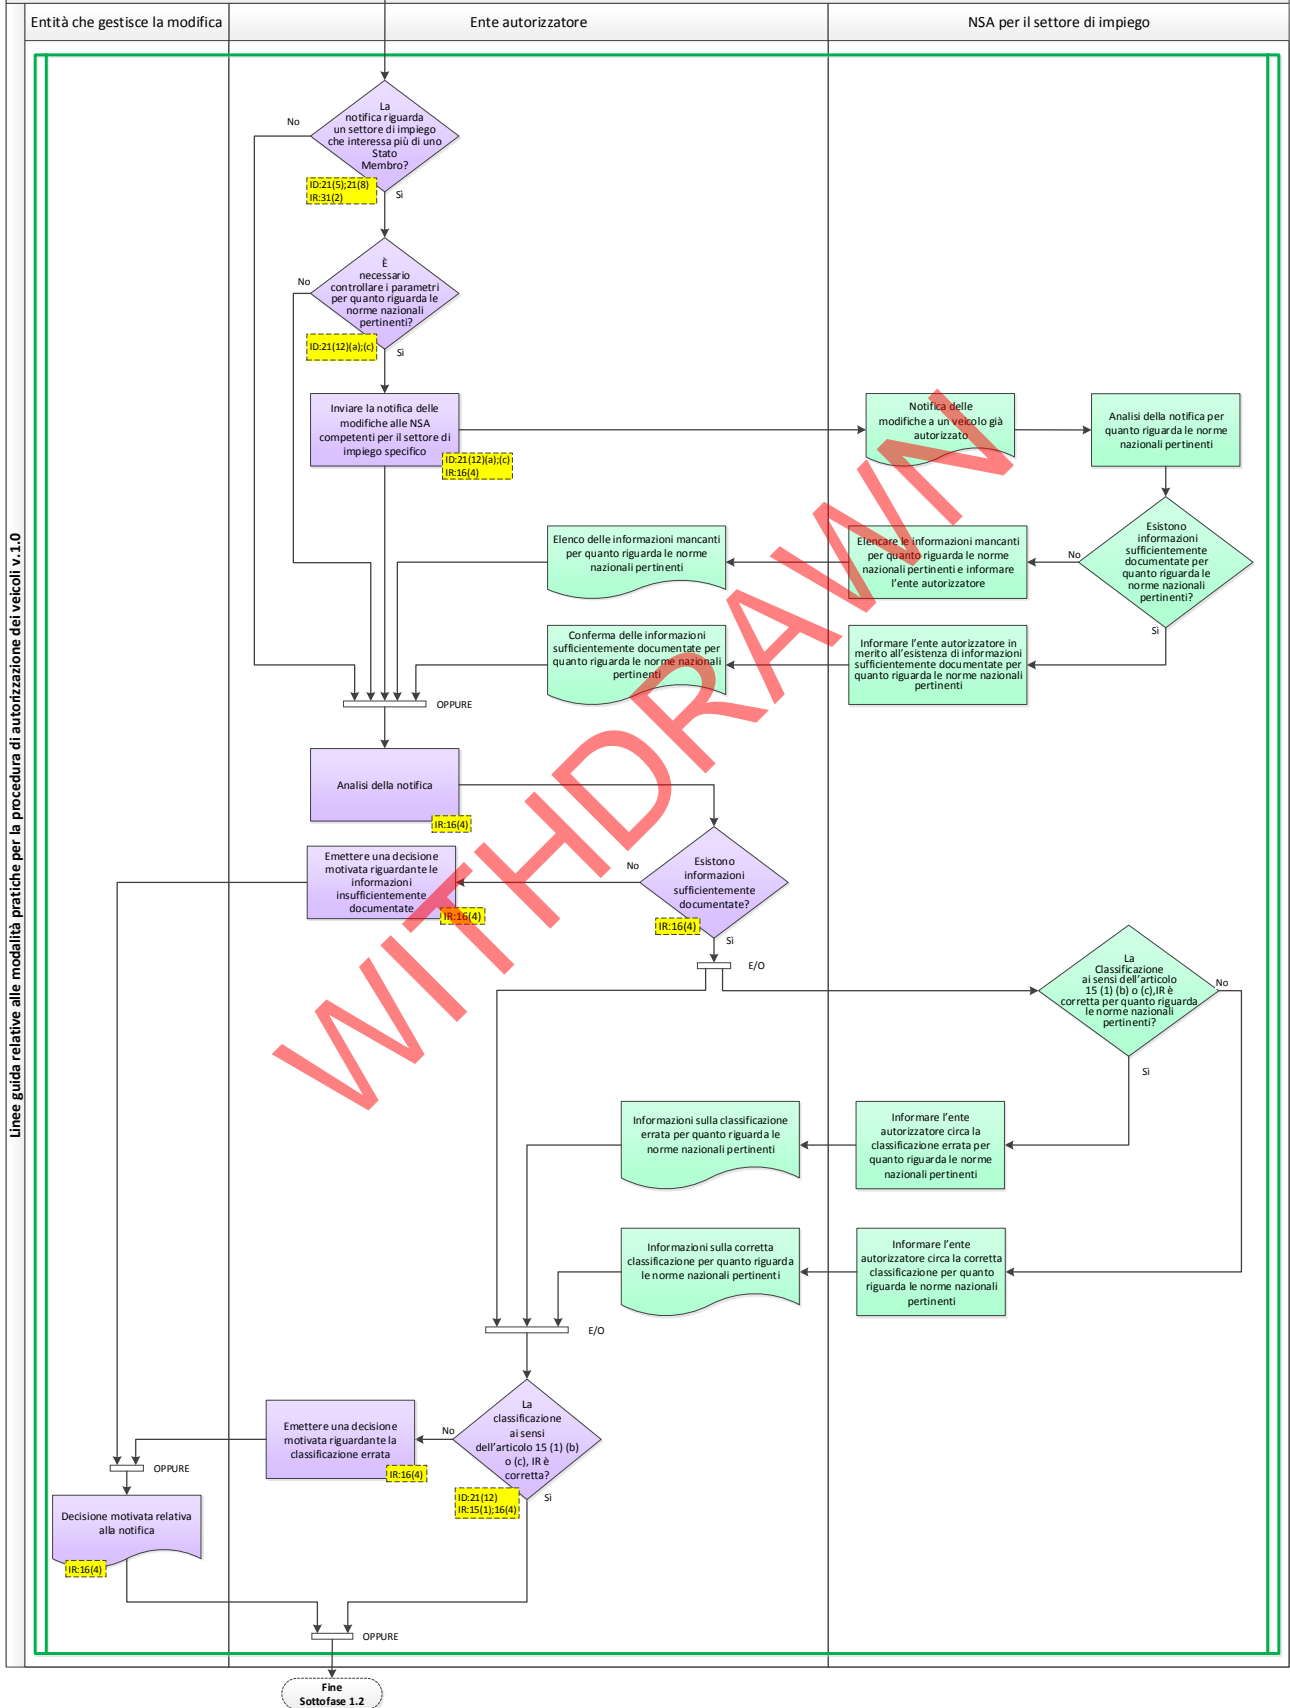 Entità che gestisce la modifica
Ente autorizzatore
NSA per il settore di impiego
Linee guida relative alle modalità pratiche per la procedura di autorizzazione dei veicoli v.1.0
La
notifica riguarda
un settore di impiego
che interessa più di uno
Stato
Membro?
No
ID:21(5);21(8)
IR:31(2)
Sì
È
necessario
controllare i parametri
per quanto riguarda le
norme nazionali
pertinenti?
No
ID:21(12)(a);(c)
Sì
Inviare la notifica delle
modifiche alle NSA
competenti per il settore di
impiego specifico
ID:21(12)(a);(c)
IR:16(4)
Notifica delle
modifiche a un veicolo già
autorizzato
Analisi della notifica per
quanto riguarda le norme
nazionali pertinenti
Esistono
informazioni
sufficientemente
documentate per
quanto riguarda le
norme nazionali
pertinenti?
No
Sì
Elencare le informazioni mancanti
per quanto riguarda le norme
nazionali pertinenti e informare
l'ente autorizzatore
Elenco delle informazioni mancanti
per quanto riguarda le norme
nazionali pertinenti
Informare l'ente autorizzatore in
merito all'esistenza di informazioni
sufficientemente documentate per
quanto riguarda le norme nazionali
pertinenti
Conferma delle informazioni
sufficientemente documentate per
quanto riguarda le norme nazionali
pertinenti
OPPURE
Analisi della notifica
IR:16(4)
Esistono
informazioni
sufficientemente
documentate?
No
IR:16(4)
Sì
Emettere una decisione
motivata riguardante le
informazioni
insufficientemente
documentate
IR:16(4)
E/O
La
Classificazione
ai sensi dell'articolo
15 (1) (b) o (c),IR è
corretta per quanto riguarda
le norme nazionali
pertinenti?
No
Sì
Informare l'ente
autorizzatore circa la
classificazione errata per
quanto riguarda le norme
nazionali pertinenti
Informazioni sulla classificazione
errata per quanto riguarda le
norme nazionali pertinenti
Informare l'ente
autorizzatore circa la corretta
classificazione per quanto
riguarda le norme nazionali
pertinenti
Informazioni sulla corretta
classificazione per quanto riguarda
le norme nazionali pertinenti
E/O
La
classificazione
ai sensi
dell'articolo 15 (1) (b)
o (c), IR è
corretta?
No
ID:21(12)
IR:15(1);16(4)
Sì
Emettere una decisione
motivata riguardante la
classificazione errata
IR:16(4)
OPPURE
Decisione motivata relativa
alla notifica
IR:16(4)
OPPURE
Fine
Sottofase 1.2
WITHDRAWN